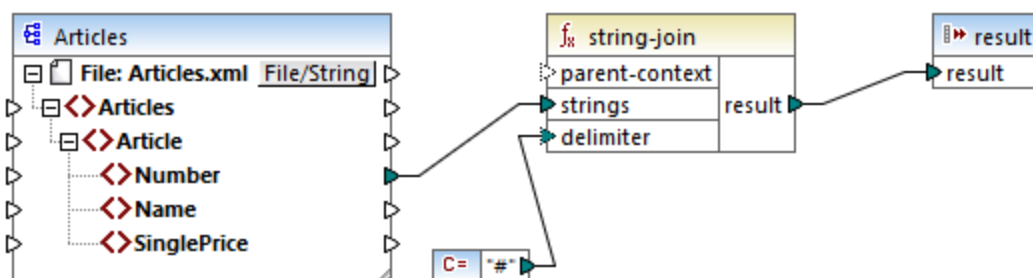 Articles
File: Articles.xml File/String
Articles
Article
Number
Name
SinglePrice
string-join
parent-context
strings
delimiter
result
C= "#"
result
result